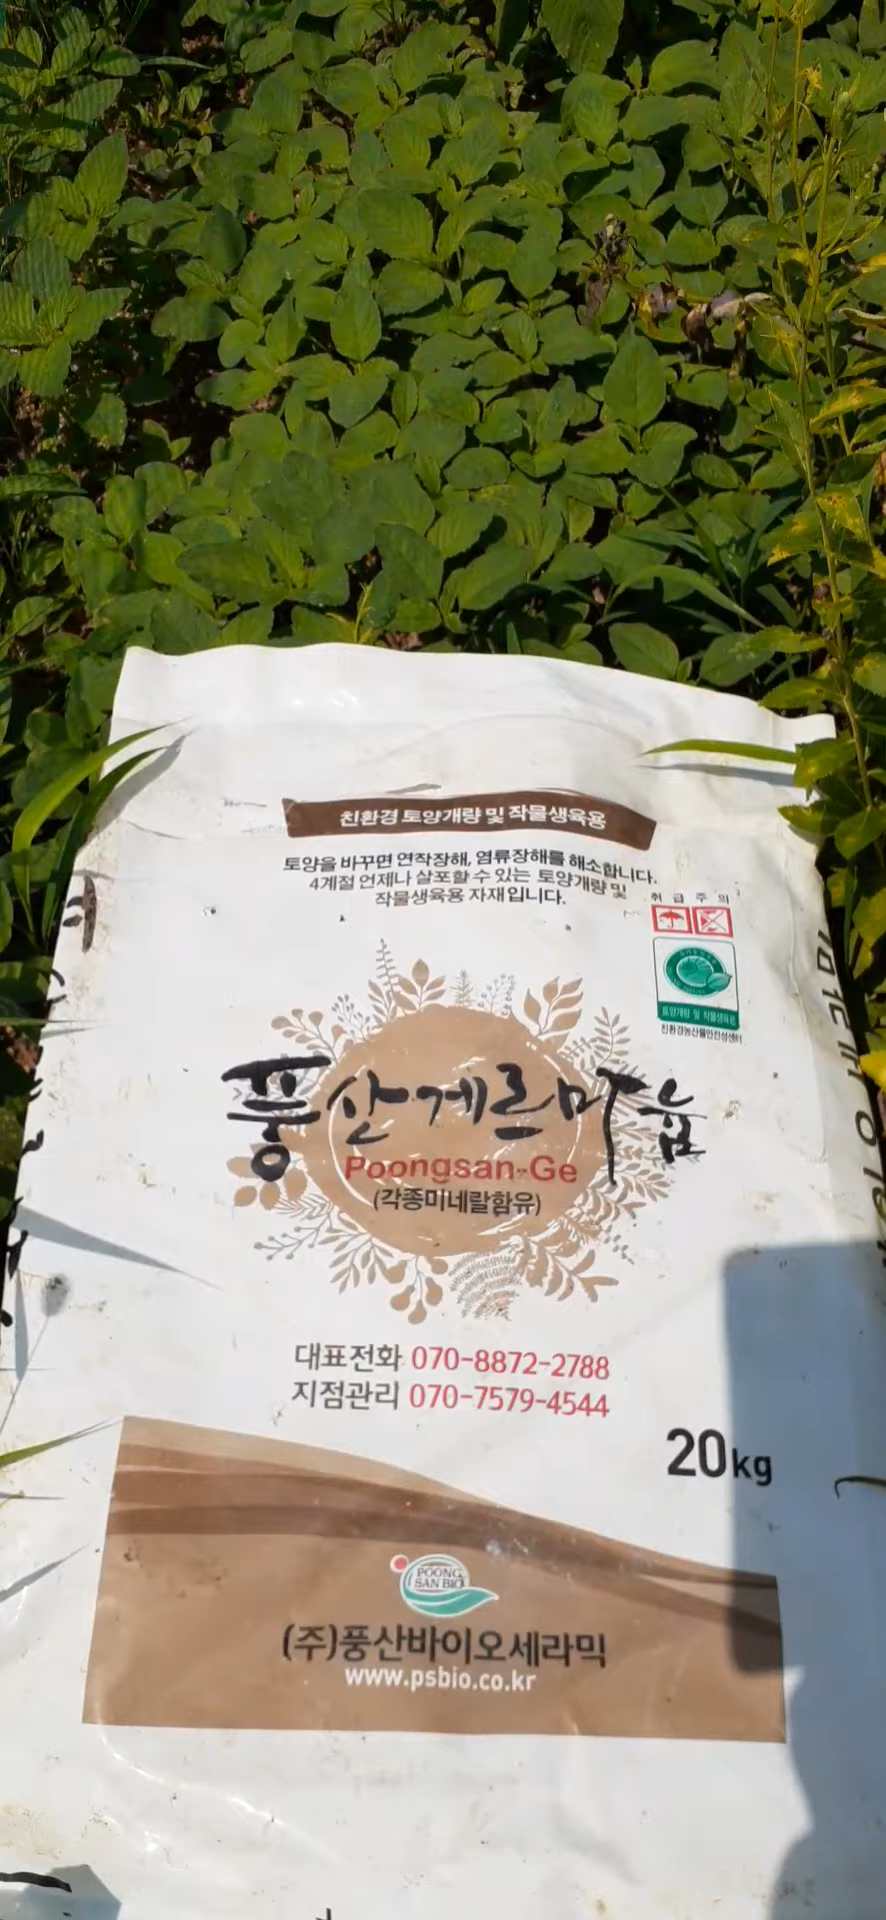 친환경 토양개량 및 작물생육용
토양을 바꾸면 연작장해, 염류장해를 해소합니다.
4계절 언제나 살포할 수 있는 토양개량 및
작물생육용 자재입니다.
취급주의
토양개량 및 작물생육용
친환경농산물안전성센터
풍산게르마늄
Poongsan-Ge
(각종미네랄함유)
대표전화 070-8872-2788
지점관리 070-7579-4544
20kg
POONG
SAN BIO
(주)풍산바이오세라믹
www.psbio.co.kr